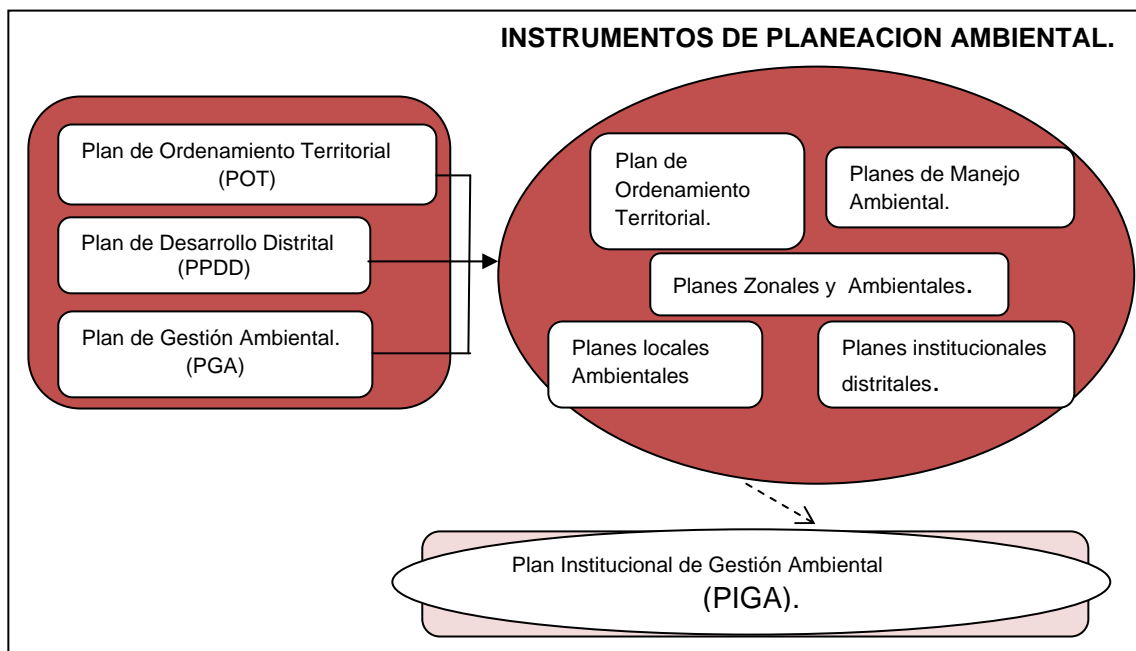 INSTRUMENTOS DE PLANEACION AMBIENTAL.
Plan de Ordenamiento Territorial
(POT)
Plan de Desarrollo Distrital
(PPDD)
Plan de Gestión Ambiental.
(PGA)
Plan de
Ordenamiento
Territorial.
Planes de Manejo
Ambiental.
Planes Zonales y Ambientales.
Planes locales
Ambientales
Planes institucionales
distritales.
Plan Institucional de Gestión Ambiental
(PIGA).